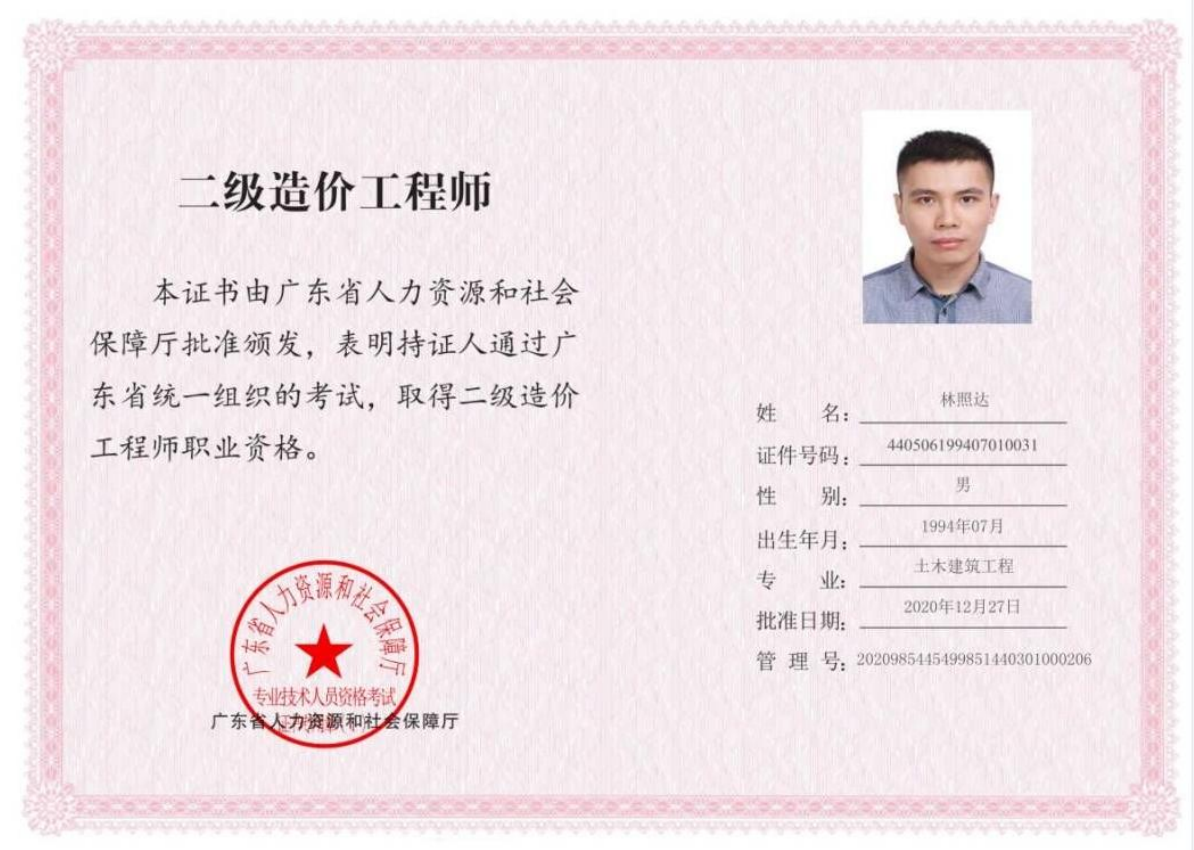 二级造价工程师
本证书由广东省人力资源和社会
保障厅批准颁发，表明持证人通过广
东省统一组织的考试，取得二级造价
工程师职业资格。
广东省人力资源和社会保障厅
专业技术人员资格考试
广东省人力资源和社会保障厅
姓名：林照达
证件号码：440506199407010031
性别：男
出生年月：1994年07月
专业：土木建筑工程
批准日期：2020年12月27日
管理号：2020985445499851440301000206